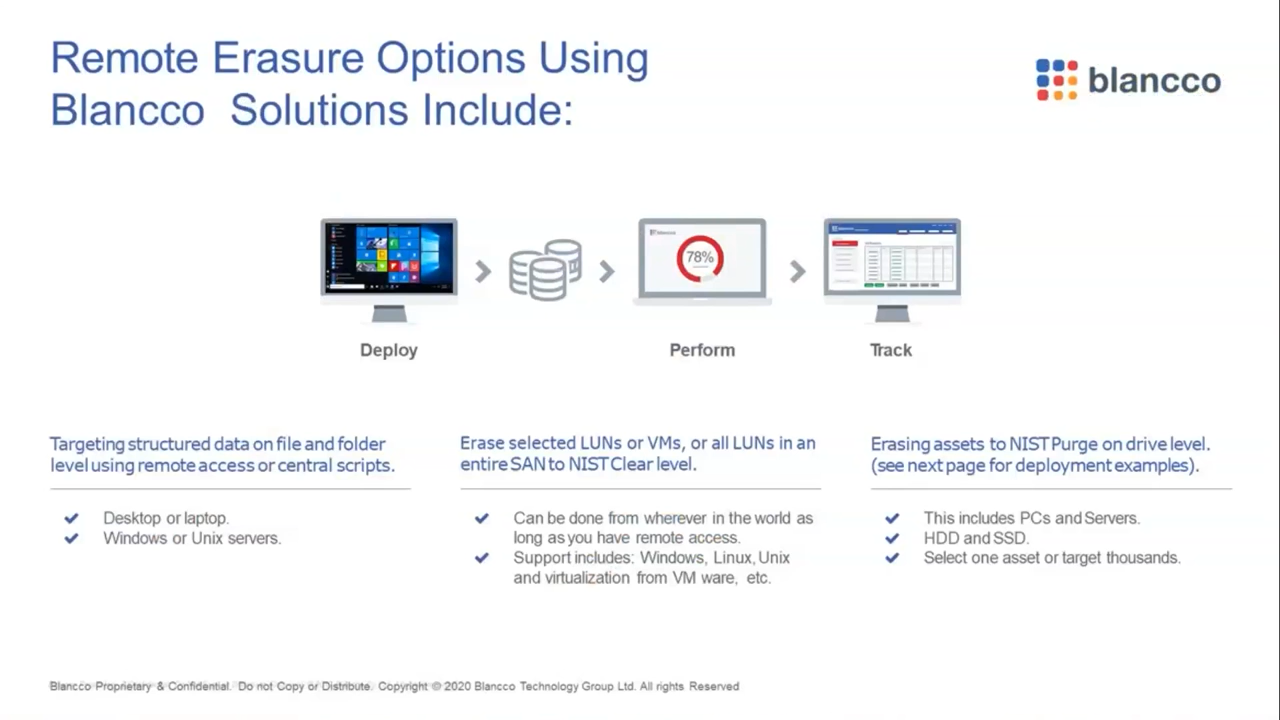 Remote Erasure Options Using
Blancco Solutions Include:
blancco
blancco
78%
Deploy
Perform
Track
Targeting structured data on file and folder
level using remote access or central scripts.
Desktop or laptop.
Windows or Unix servers.
Erase selected LUNs or VMs, or all LUNs in an
entire SAN to NIST Clear level.
Can be done from wherever in the world as
long as you have remote access.
Support includes: Windows, Linux, Unix
and virtualization from VM ware, etc.
Erasing assets to NIST Purge on drive level.
(see next page for deployment examples).
This includes PCs and Servers.
HDD and SSD.
Select one asset or target thousands.
Blancco Proprietary & Confidential. Do not Copy or Distribute. Copyright © 2020 Blancco Technology Group Ltd. All rights Reserved